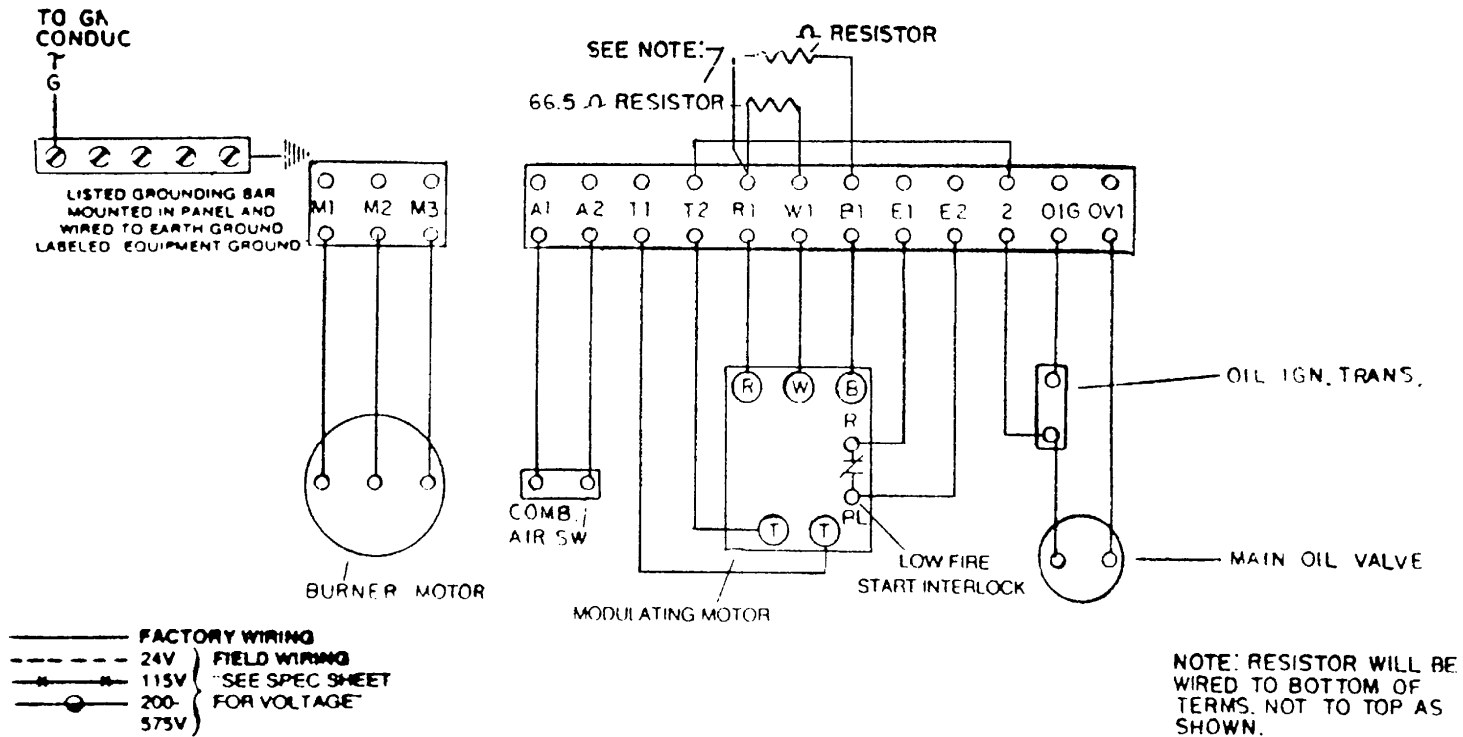 TO
CONDUC
G
SEE NOTE:
Ω RESISTOR
66.5 Ω RESISTOR
LISTED GROUNDING BAR
MOUNTED IN PANEL AND
WIRED TO EARTH GROUND
LABELED EQUIPMENT GROUND
M1 M2 M3
A1 A2 T1 T2 R1 W1 B1 E1 E2 2 OIG OV1
R W B
R
OIL IGN. TRANS.
COMB.
AIR SW
T T
RL
LOW FIRE
START INTERLOCK
MAIN OIL VALVE
BURNER MOTOR
MODULATING MOTOR
FACTORY WIRING
24V FIELD WIRING
115V "SEE SPEC SHEET
200- FOR VOLTAGE"
575V
NOTE: RESISTOR WILL BE
WIRED TO BOTTOM OF
TERMS. NOT TO TOP AS
SHOWN.